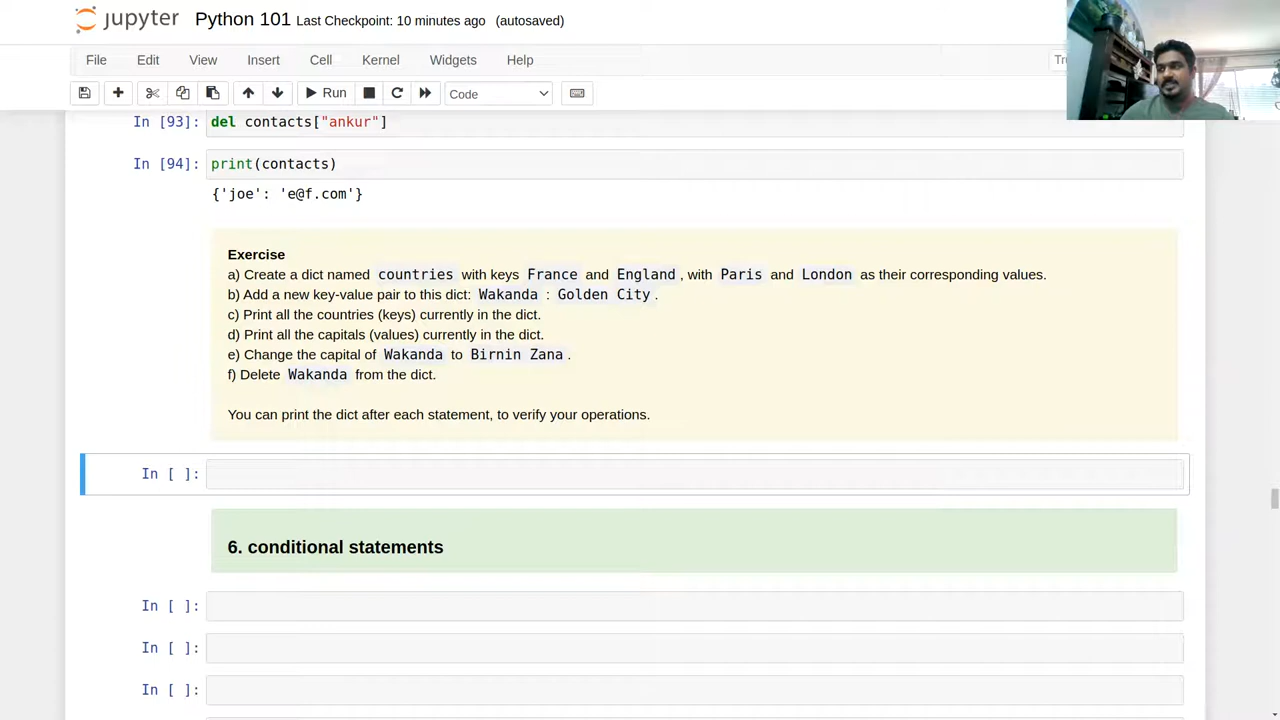 jupyter Python 101 Last Checkpoint: 10 minutes ago (autosaved)
File Edit View Insert Cell Kernel Widgets Help
Run Code
In [93]: del contacts["ankur"]
In [94]: print(contacts)
{'joe': 'e@f.com'}
Exercise
a) Create a dict named countries with keys France and England , with Paris and London as their corresponding values.
b) Add a new key-value pair to this dict: Wakanda : Golden City .
c) Print all the countries (keys) currently in the dict.
d) Print all the capitals (values) currently in the dict.
e) Change the capital of Wakanda to Birnin Zana .
f) Delete Wakanda from the dict.
You can print the dict after each statement, to verify your operations.
In [ ]:
6. conditional statements
In [ ]:
In [ ]:
In [ ]: